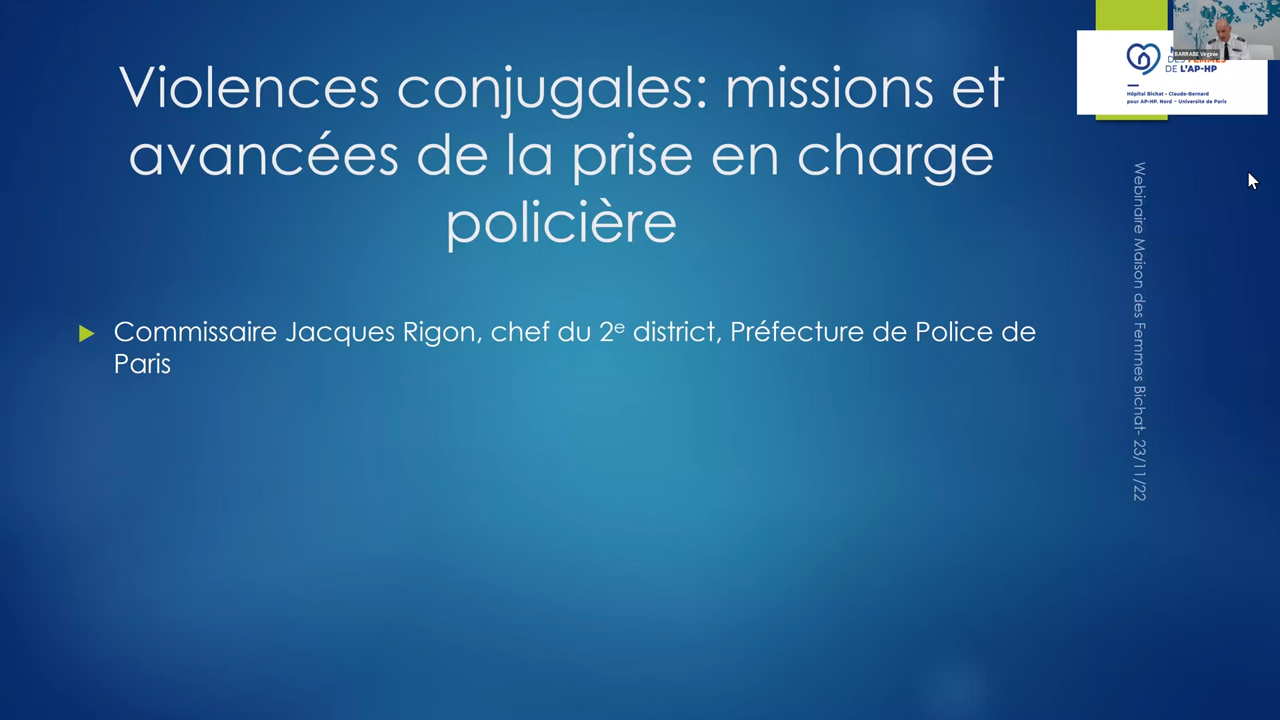 Violences conjugales: missions et
avancées de la prise en charge
policière
Commissaire Jacques Rigon, chef du 2e district, Préfecture de Police de
Paris
BARRABE Virginie
DE L'AP-HP
Hôpital Bichat - Claude-Bernard
pour AP-HP. Nord – Université de Paris
Webinaire Maison des Femmes Bichat- 23/11/22